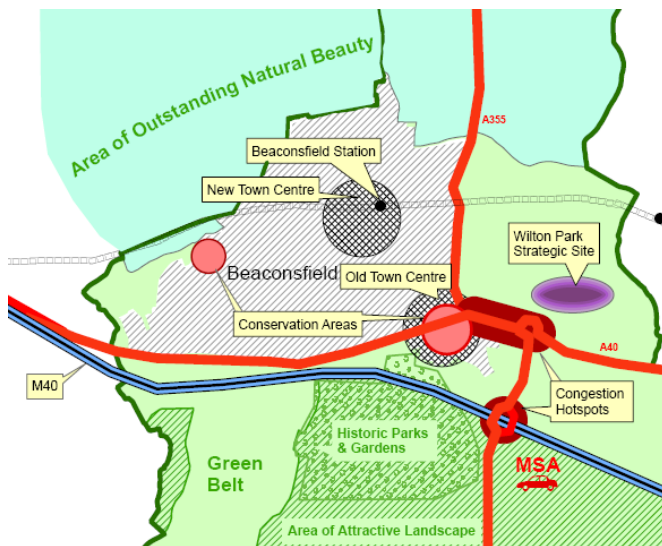 Area of Outstanding Natural Beauty
A355
Beaconsfield Station
New Town Centre
Wilton Park
Strategic Site
Beaconsfield
Old Town Centre
Conservation Areas
A40
M40
Congestion
Hotspots
Historic Parks
& Gardens
Green
Belt
MSA
Area of Attractive Landscape